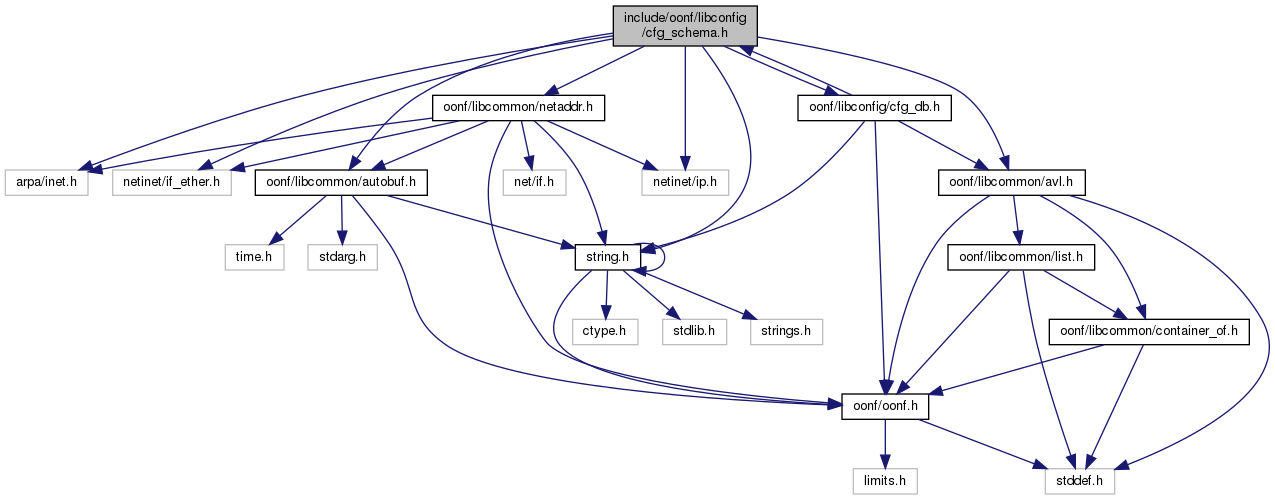 include/oonf/libconfig
/cfg_schema.h
oonf/libcommon/netaddr.h
oonf/libconfig/cfg_db.h
arpa/inet.h
netinet/if_ether.h
oonf/libcommon/autobuf.h
net/if.h
netinet/ip.h
oonf/libcommon/avl.h
time.h
stdarg.h
string.h
oonf/libcommon/list.h
ctype.h
stdlib.h
strings.h
oonf/libcommon/container_of.h
oonf/oonf.h
limits.h
stddef.h